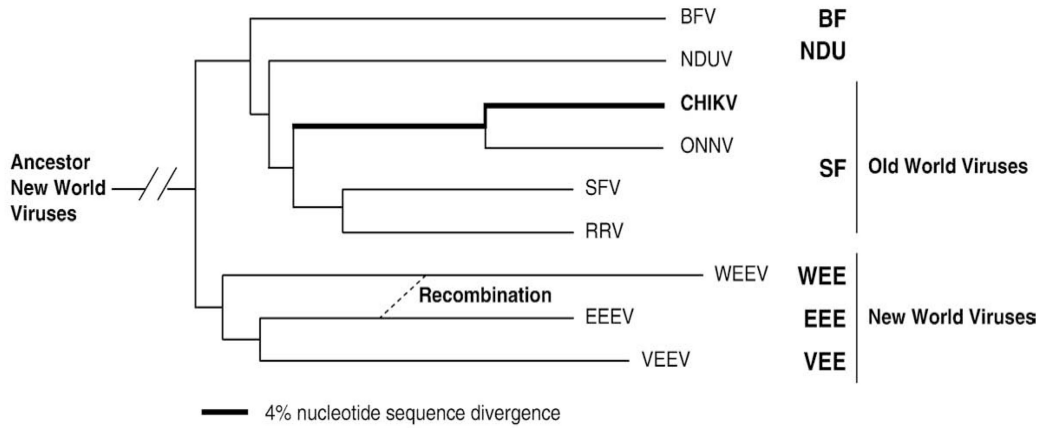 BFV BF
NDUV NDU
CHIKV
ONNV
Ancestor
New World
Viruses
SF Old World Viruses
SFV
RRV
WEEV WEE
Recombination
EEEV EEE New World Viruses
VEEV VEE
4% nucleotide sequence divergence